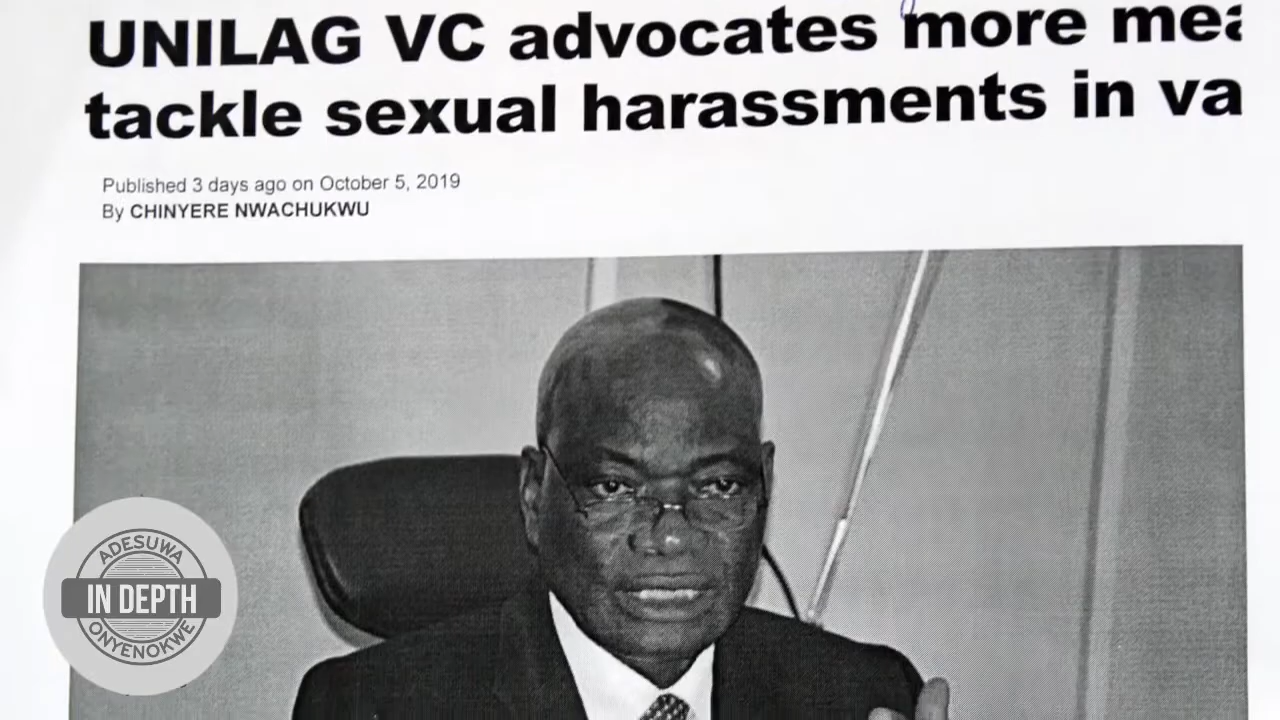 UNILAG VC advocates more
tackle sexual harassments in
Published 3 days ago on October 5, 2019
By CHINYERE NWACHUKWU
ADESUWA
IN DEPTH
ONYENOKWE